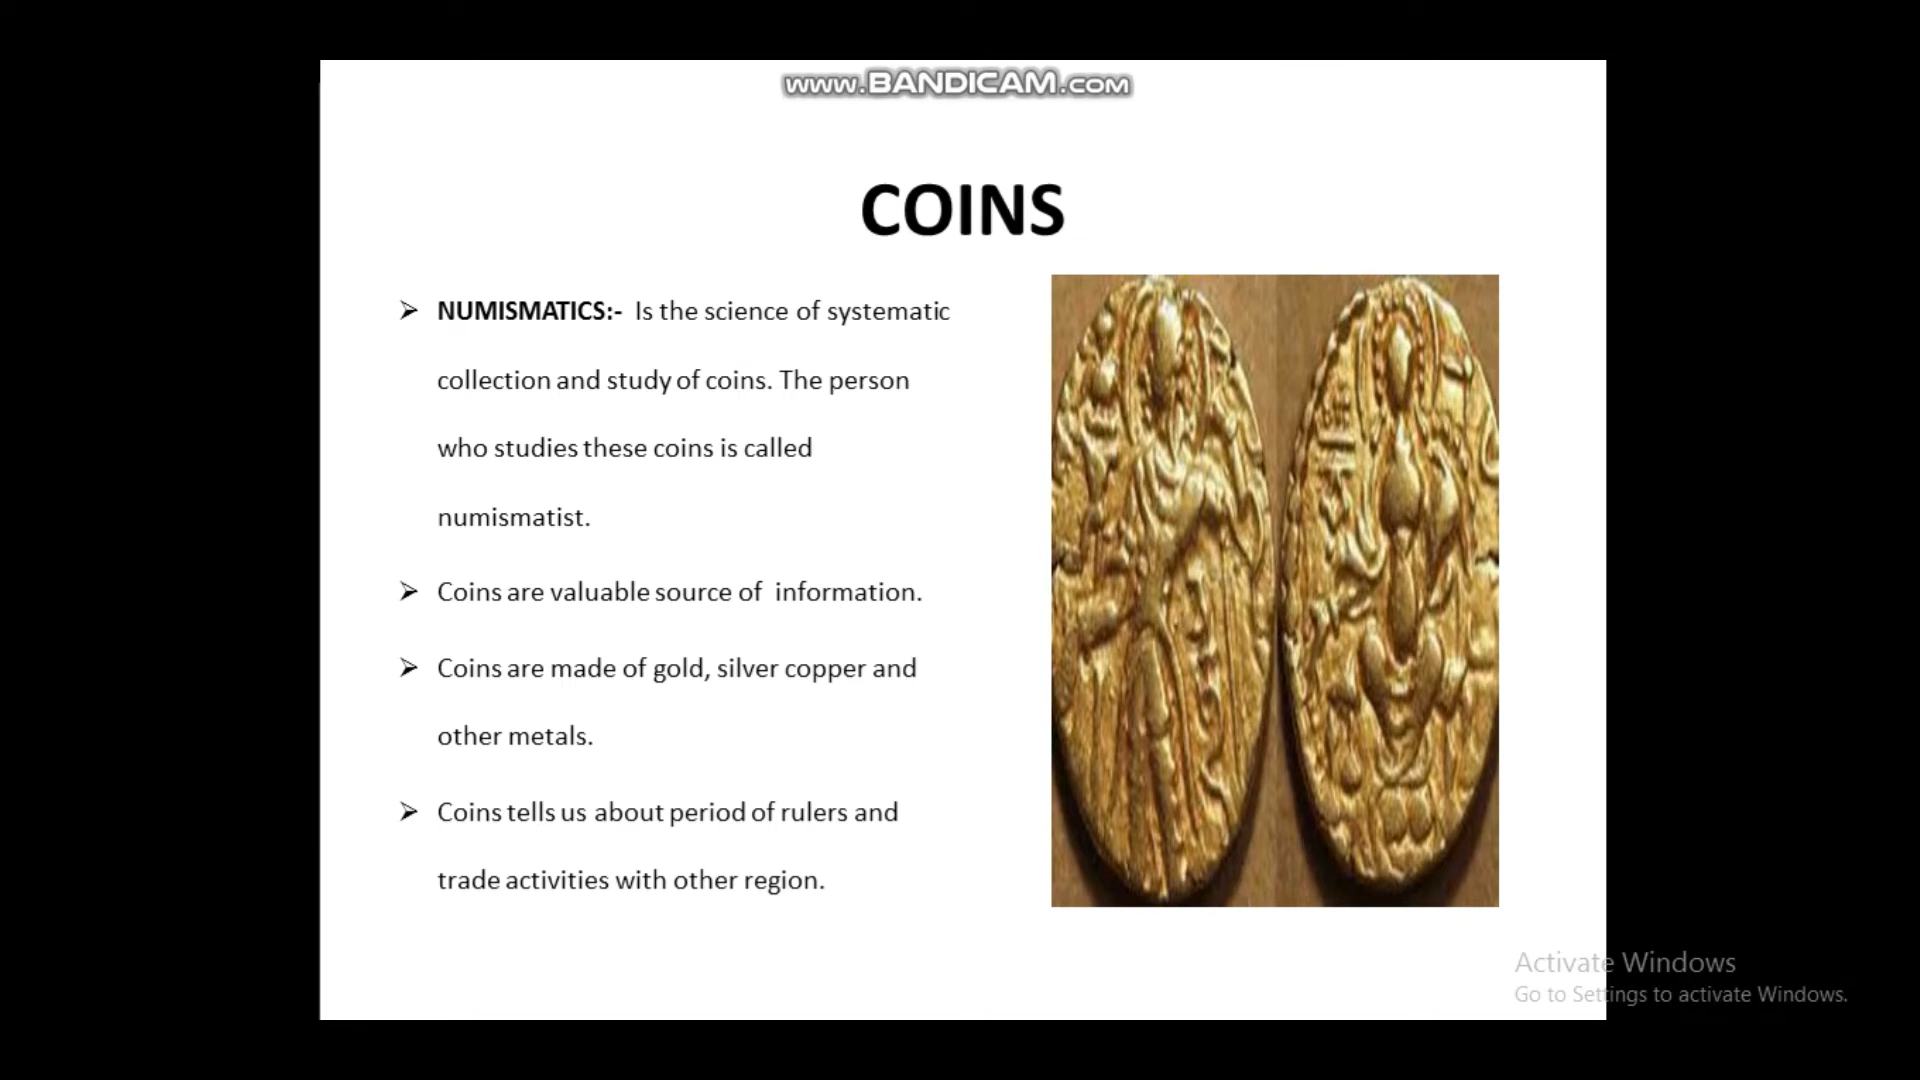 www.BANDICAM.com
COINS
➢ NUMISMATICS:- Is the science of systematic
collection and study of coins. The person
who studies these coins is called
numismatist.
➢ Coins are valuable source of information.
➢ Coins are made of gold, silver copper and
other metals.
➢ Coins tells us about period of rulers and
trade activities with other region.
Activate Windows
Go to Settings to activate Windows.